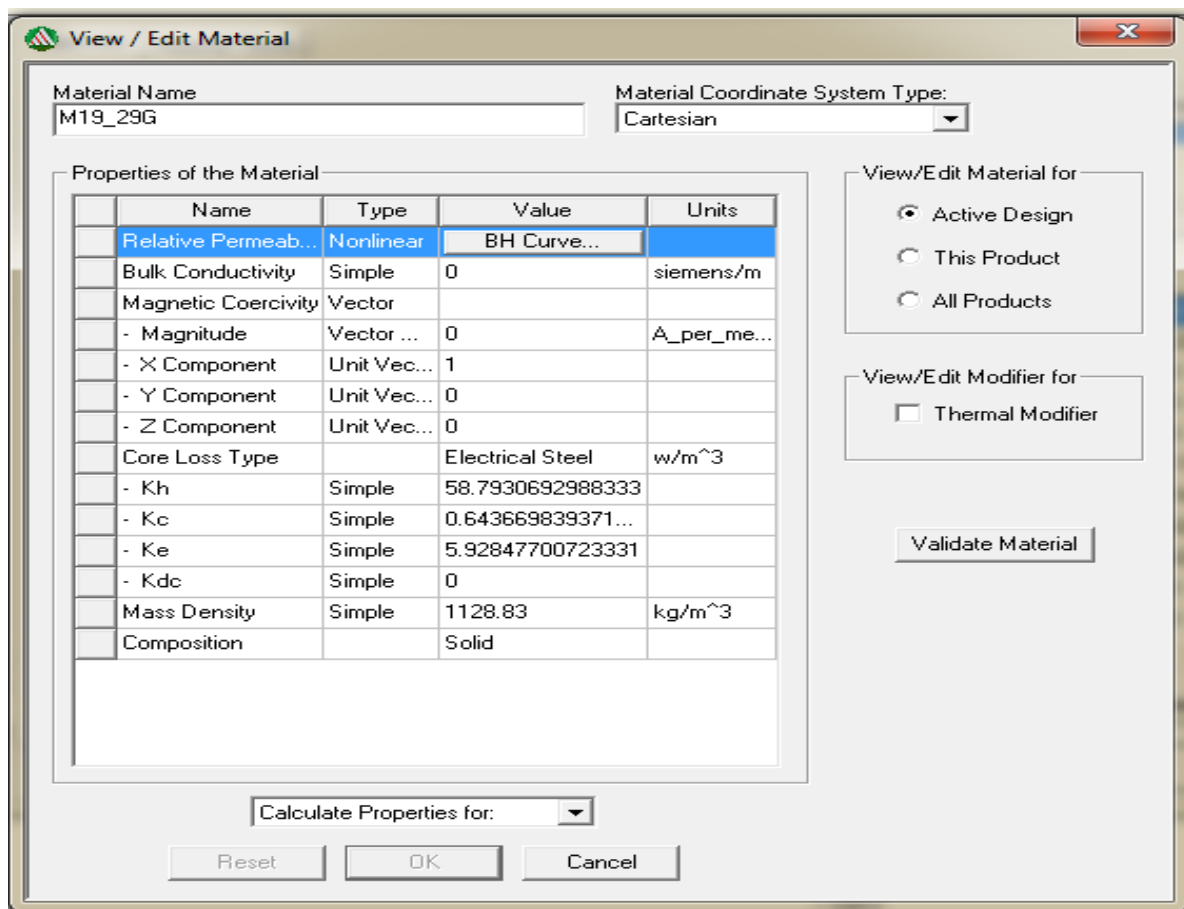 View / Edit Material
Material Name
Material Coordinate System Type:
M19_29G
Cartesian
Properties of the Material
Name Type Value Units
Relative Permeab... Nonlinear BH Curve...
Bulk Conductivity Simple 0 siemens/m
Magnetic Coercivity Vector
- Magnitude Vector ... 0 A_per_me...
- X Component Unit Vec... 1
- Y Component Unit Vec... 0
- Z Component Unit Vec... 0
Core Loss Type Electrical Steel w/m^3
- Kh Simple 58.7930692988333
- Kc Simple 0.643669839371...
- Ke Simple 5.92847700723331
- Kdc Simple 0
Mass Density Simple 1128.83 kg/m^3
Composition Solid
View/Edit Material for
Active Design
This Product
All Products
View/Edit Modifier for
Thermal Modifier
Validate Material
Calculate Properties for:
Reset OK Cancel